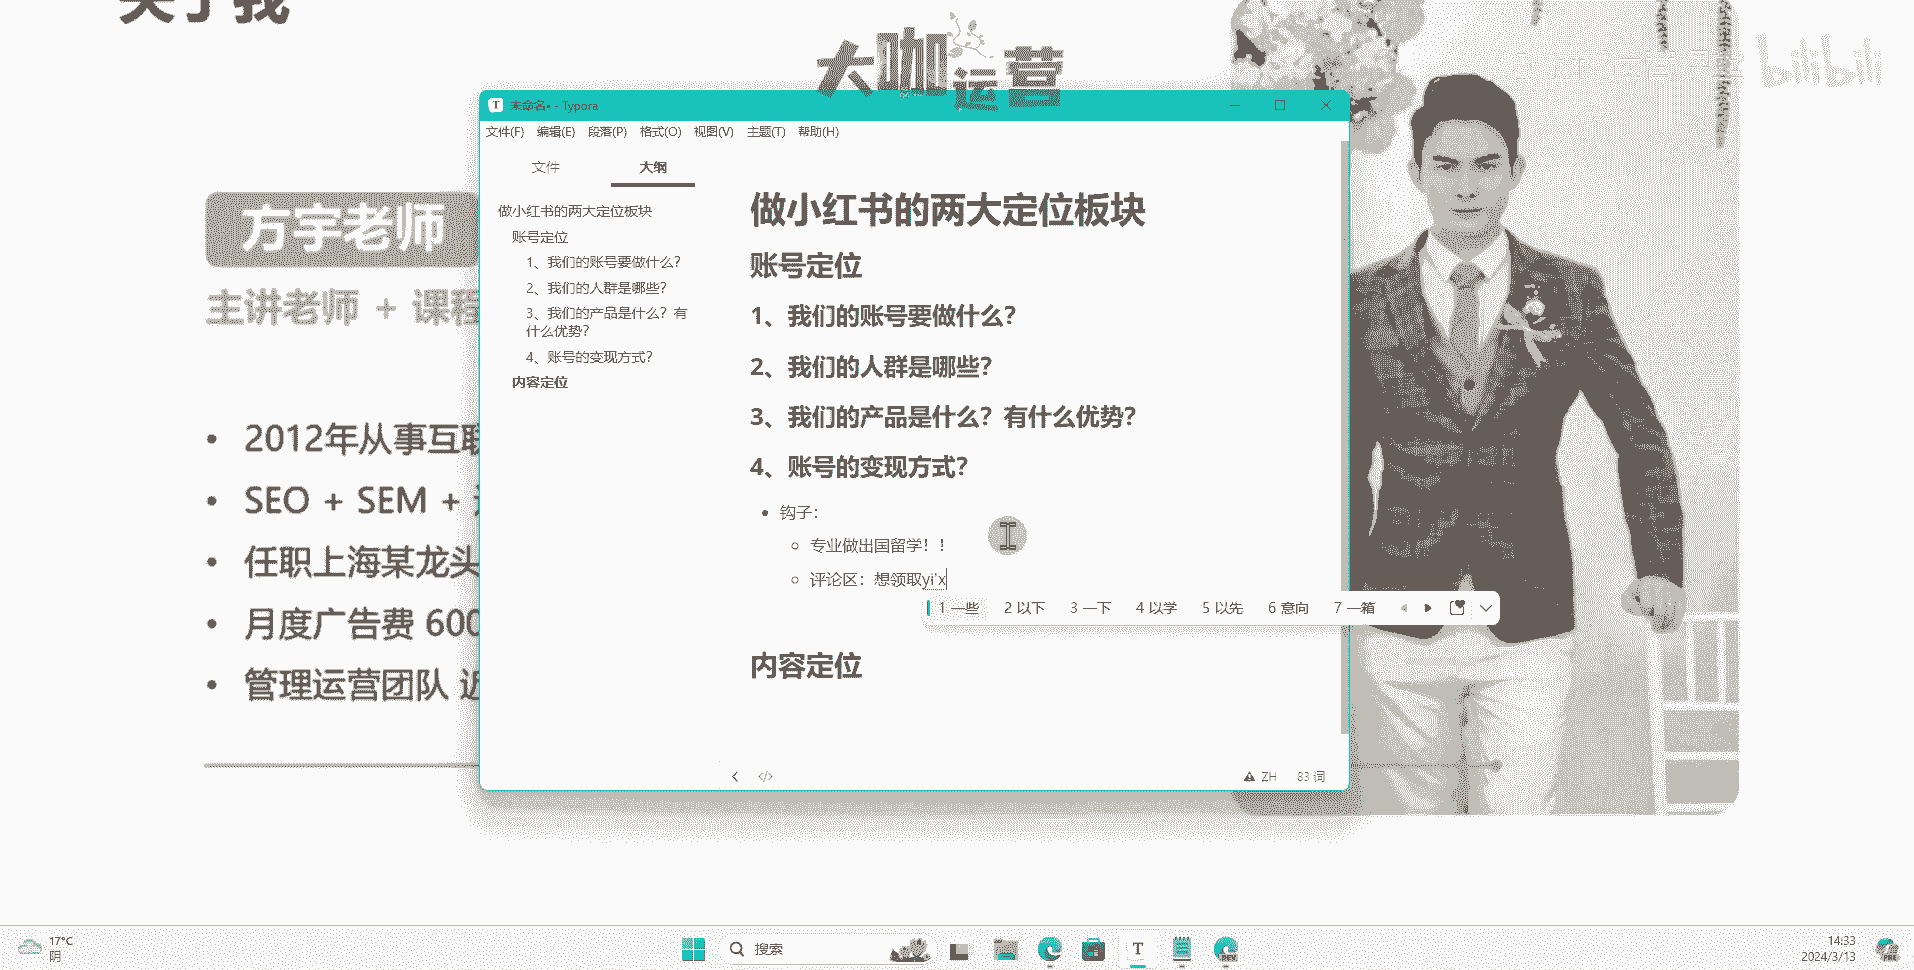 关于我
大咖运营
bilibili
方宇老师
主讲老师 + 课程
2012年从事互联
SEO + SEM +
任职上海某龙头
月度广告费 600
管理运营团队 近
未命名• - Typora
文件(F) 编辑(E) 段落(P) 格式(O) 视图(V) 主题(T) 帮助(H)
文件 大纲
做小红书的两大定位板块
账号定位
1、我们的账号要做什么?
2、我们的人群是哪些?
3、我们的产品是什么?有
什么优势?
4、账号的变现方式?
内容定位
做小红书的两大定位板块
账号定位
1、我们的账号要做什么?
2、我们的人群是哪些?
3、我们的产品是什么?有什么优势?
4、账号的变现方式?
钩子:
专业做出国留学!!
评论区:想领取yi'x
1 一些 2 以下 3 一下 4 以学 5 以先 6 意向 7 一箱
内容定位
ZH 83 词
17°C
阴
搜索
T
DEV
14:33
2024/3/13
PRE